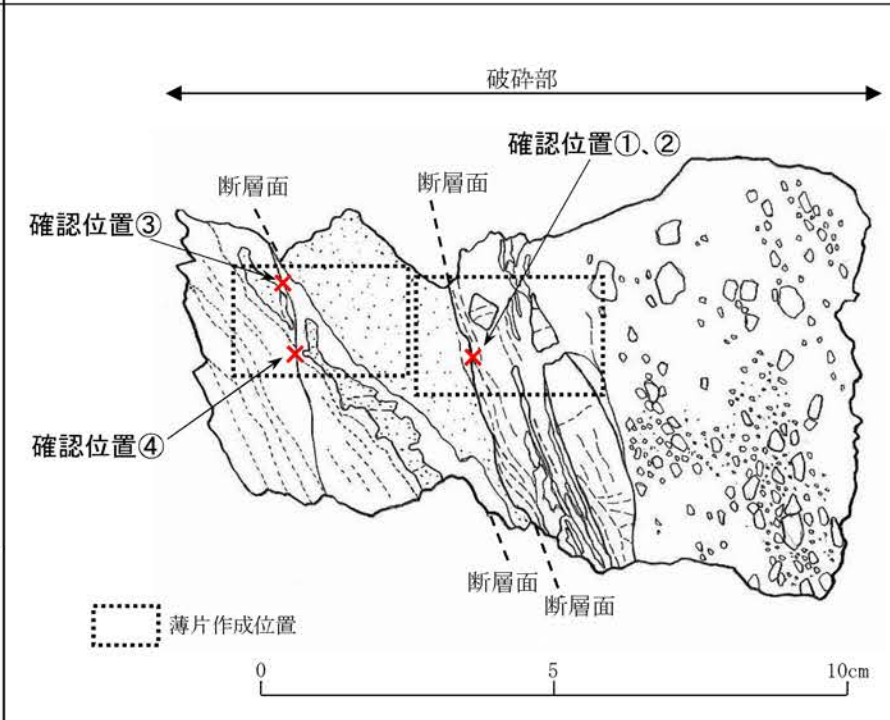 破砕部
確認位置①、②
断層面
断層面
確認位置③
確認位置④
断層面
断層面
薄片作成位置
0
5
10cm